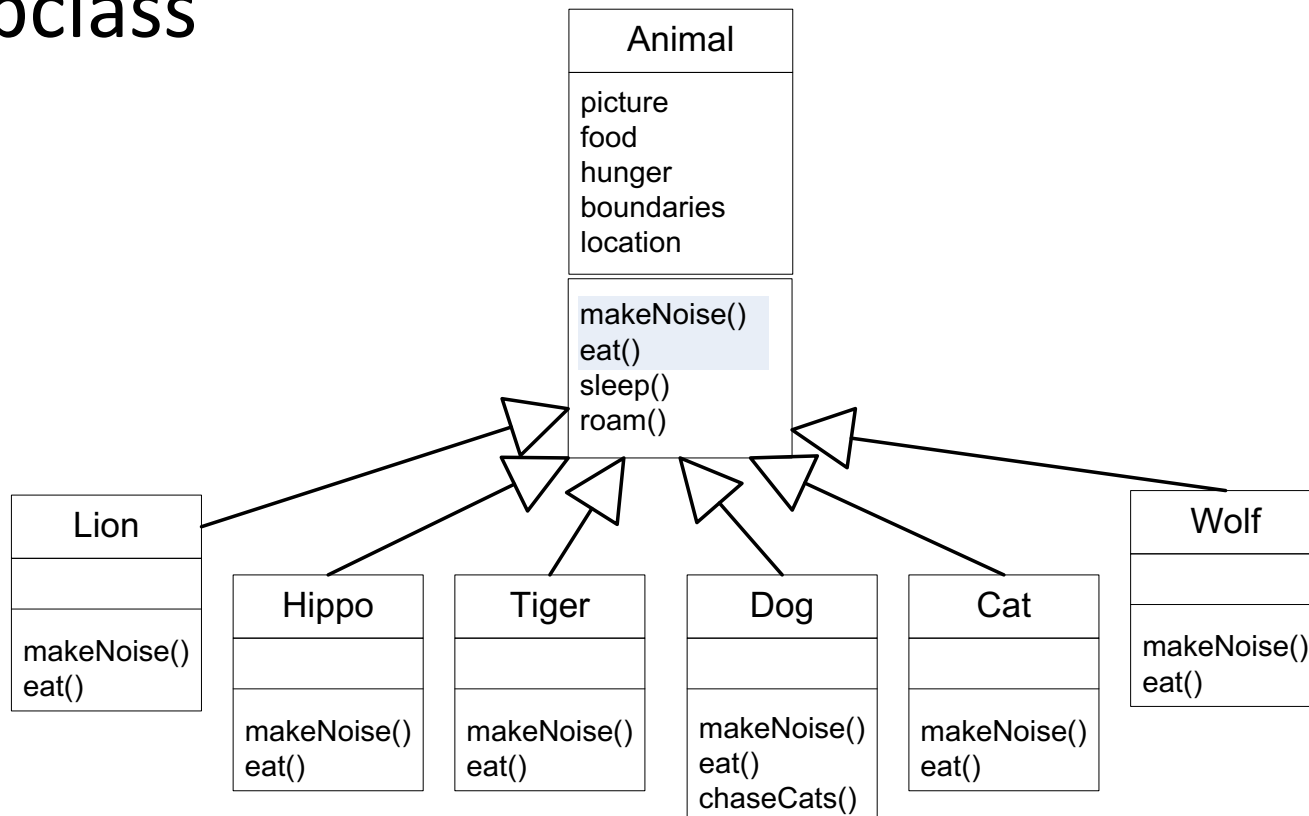 bclass
Animal
picture
food
hunger
boundaries
location
makeNoise()
eat()
sleep()
roam()
Lion
makeNoise()
eat()
Hippo
makeNoise()
eat()
Tiger
makeNoise()
eat()
Dog
makeNoise()
eat()
chaseCats()
Cat
makeNoise()
eat()
Wolf
makeNoise()
eat()